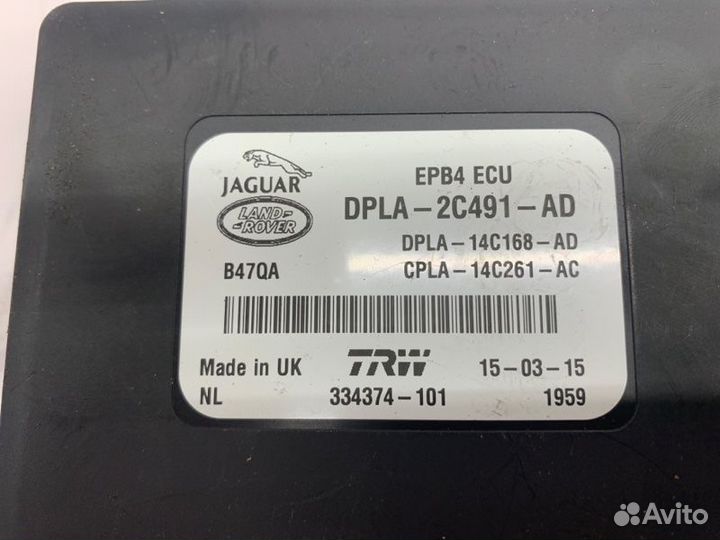 JAGUAR
LAND-
ROVER
EPB4 ECU
DPLA-2C491-AD
DPLA-14C168-AD
B47QA CPLA-14C261-AC
Made in UK TRW 15-03-15
NL 334374-101 1959
Avito